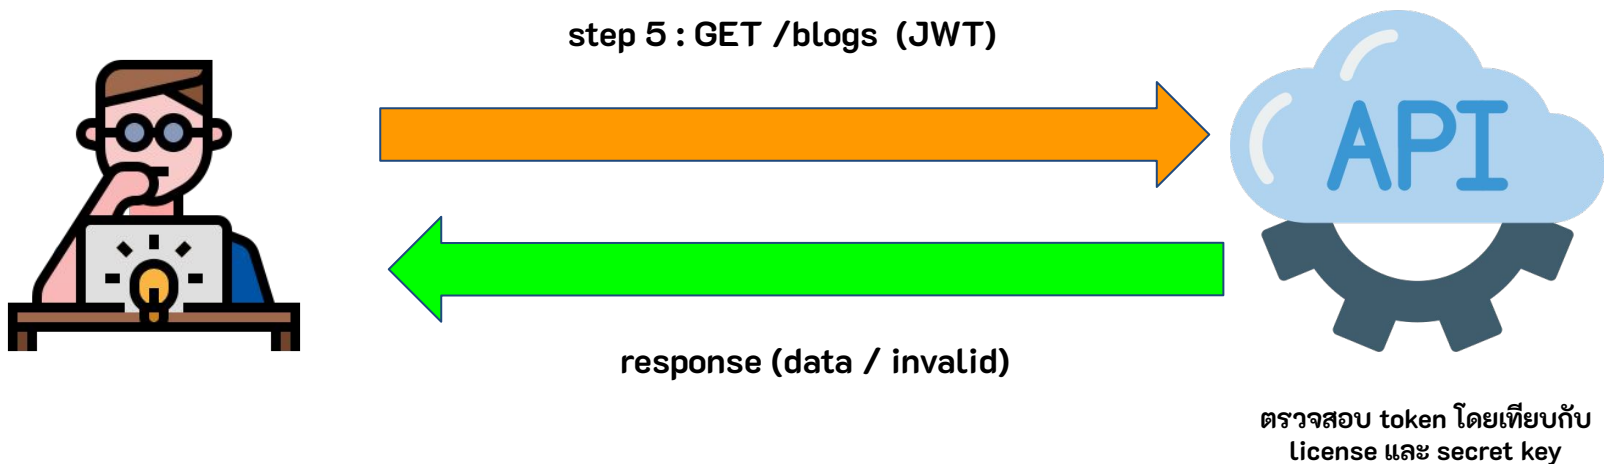 step 5 : GET /blogs (JWT)
API
response (data / invalid)
ตรวจสอบ token โดยเทียบกับ
license และ secret key